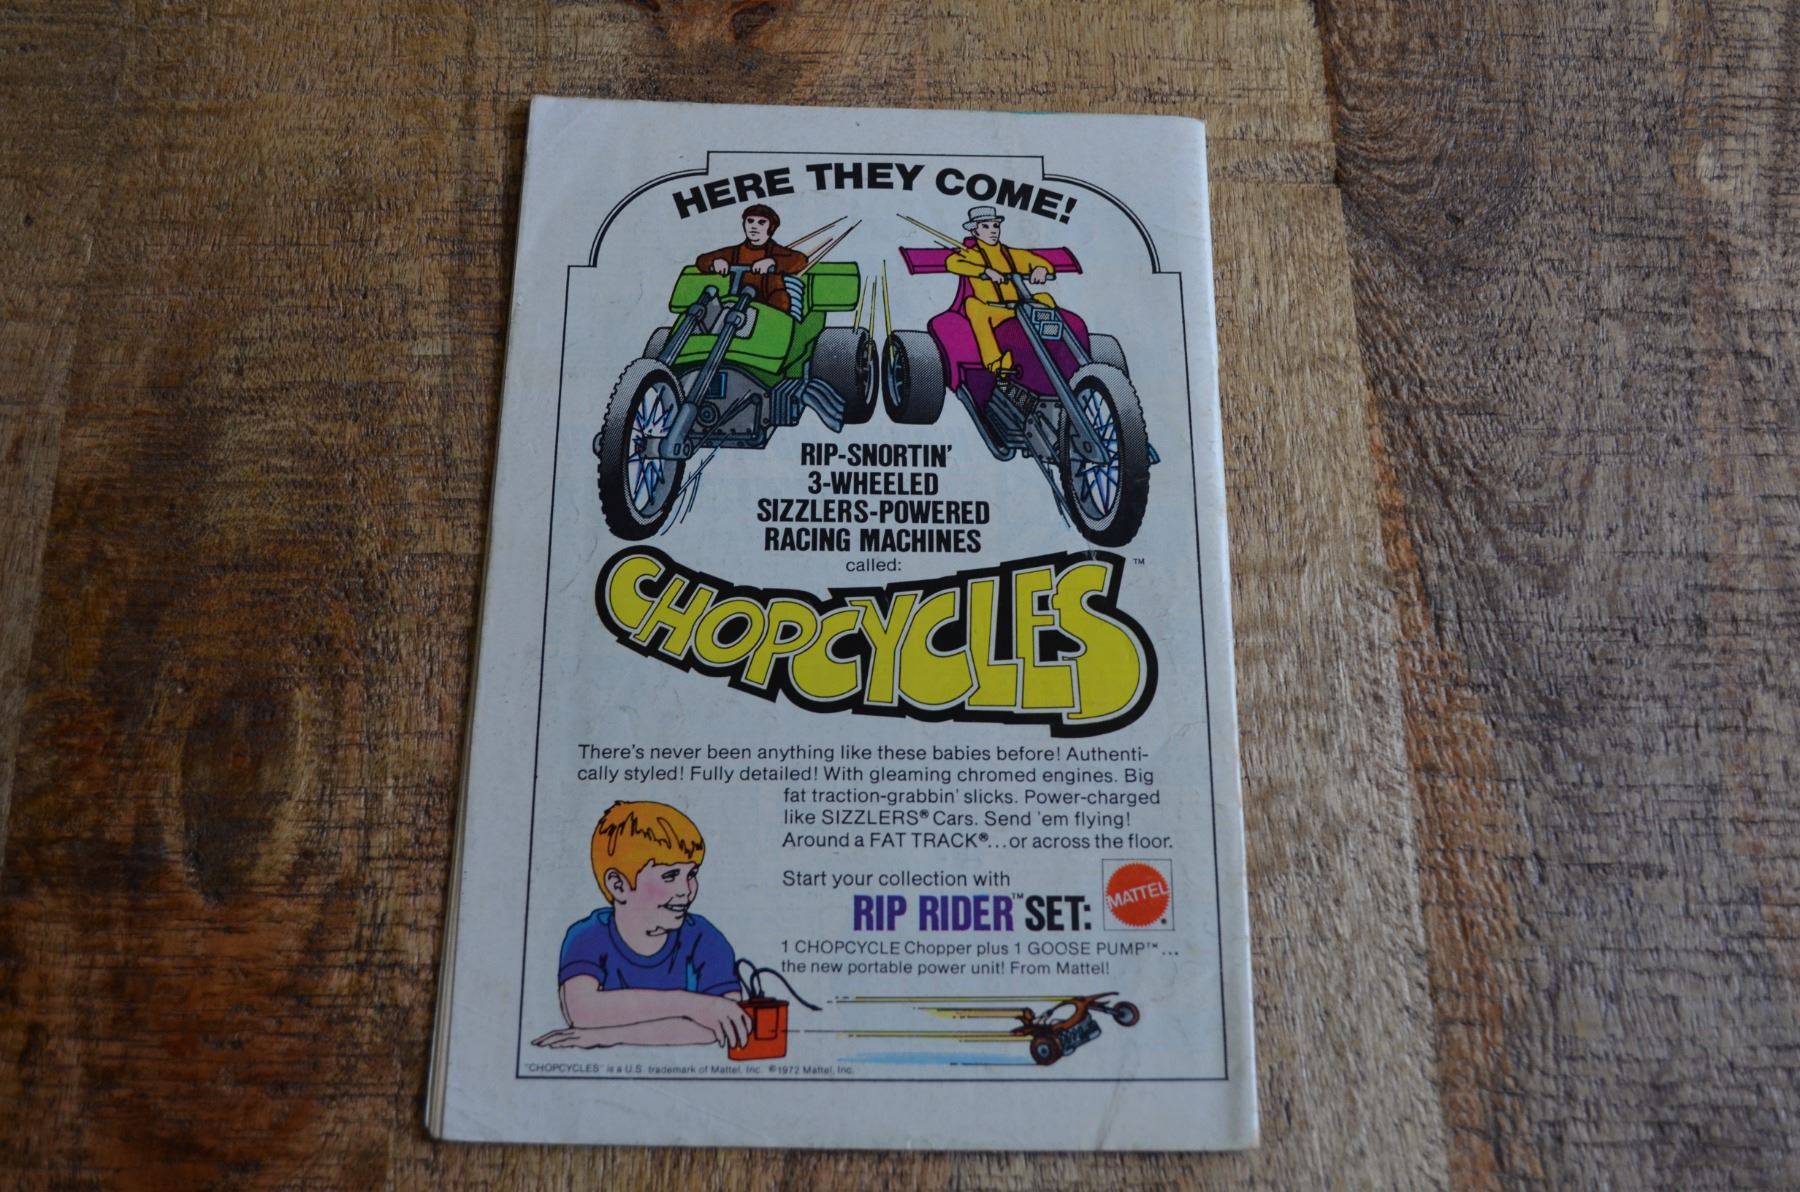 HERE THEY COME!
RIP-SNORTIN'
3-WHEELED
SIZZLERS-POWERED
RACING MACHINES
called:
CHOPCYCLES™
There's never been anything like these babies before! Authenti-
cally styled! Fully detailed! With gleaming chromed engines. Big
fat traction-grabbin' slicks. Power-charged
like SIZZLERS® Cars. Send 'em flying!
Around a FAT TRACK®...or across the floor.
Start your collection with
RIP RIDER™ SET:
MATTEL®
1 CHOPCYCLE Chopper plus 1 GOOSE PUMP™...
the new portable power unit! From Mattel!
"CHOPCYCLES" is a U.S. trademark of Mattel, Inc. ©1972 Mattel, Inc.